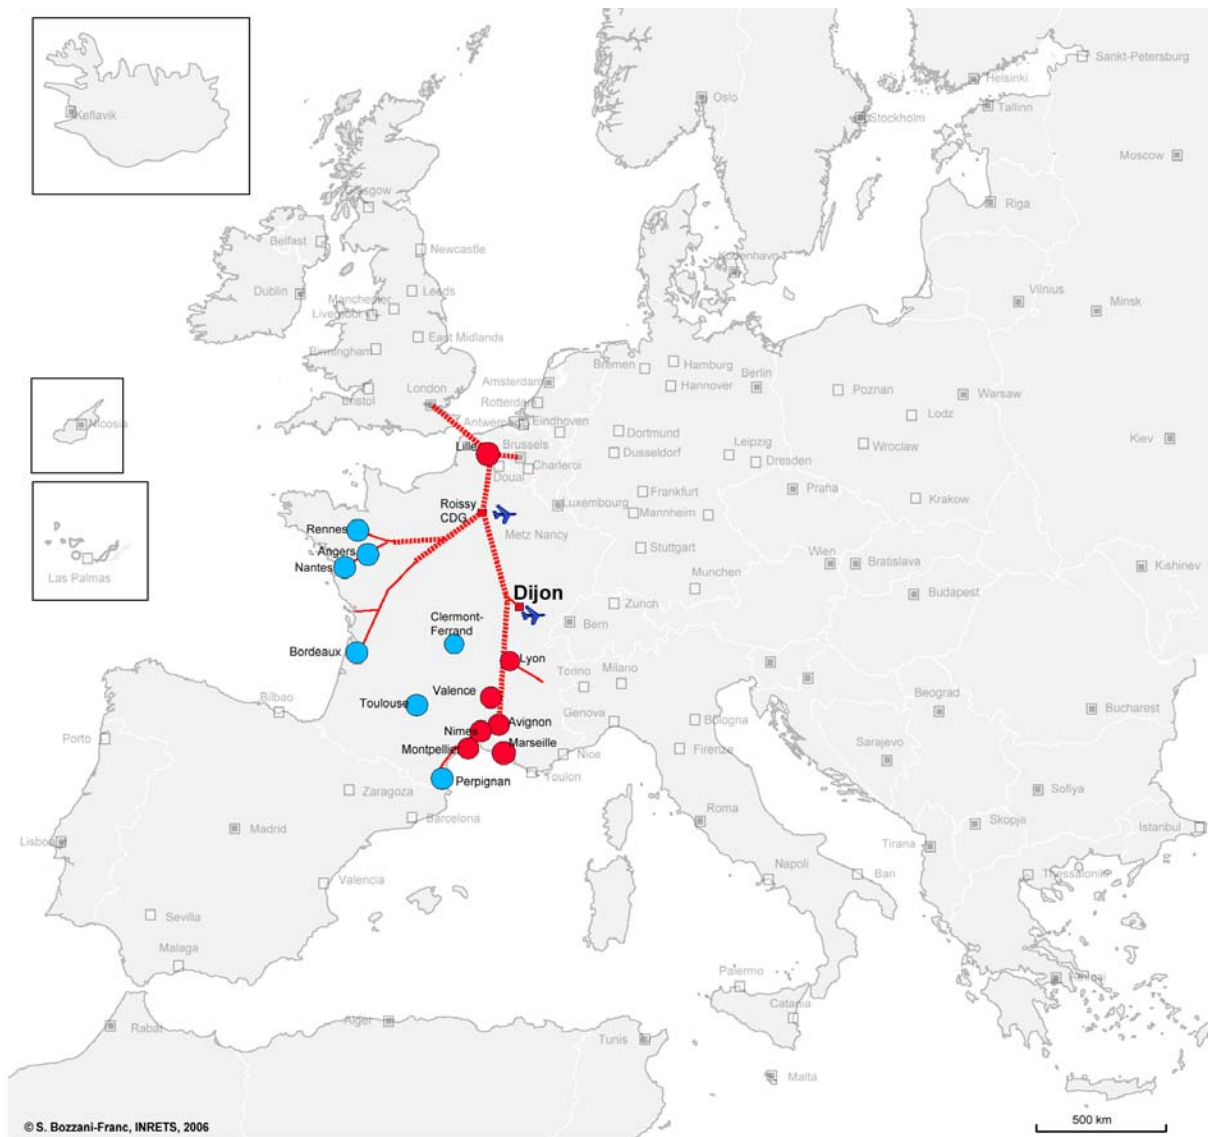 Sankt-Petersburg
Helsinki
Oslo
Tallinn
Keflavik
Stockholm
Moscow
Glasgow
Riga
Belfast
Newcastle
Kobenhavn
Dublin
Leeds
Manchester
Vilnius
Minsk
Liverpool
East Midlands
Birmingham
Hamburg
Bremen
Berlin
Amsterdam
Hannover
London
Poznan
Warsaw
Bristol
Rotterdam
Lodz
Nicosia
Antwerpen
Eindhoven
Dortmund
Kiev
Lille
Brussels
Leipzig
Wroclaw
Dusseldorf
Dresden
Charleroi
Douai
Praha
Frankfurt
Krakow
Roissy
CDG
Luxembourg
Mannheim
Rennes
Metz Nancy
Angers
Stuttgart
Wien
Bratislava
Kishinev
Nantes
Las Palmas
Munchen
Dijon
Budapest
Zurich
Clermont-
Ferrand
Bern
Bordeaux
Lyon
Torino
Milano
Valence
Bilbao
Toulouse
Beograd
Bucharest
Genova
Avignon
Bologna
Nimes
Porto
Marseille
Montpellier
Nice
Firenze
Sarajevo
Toulon
Perpignan
Zaragoza
Sofiya
Roma
Barcelona
Skopje
Madrid
Istanbul
Lisboa
Tirana
Napoli
Bari
Thessaloniki
Valencia
Sevilla
Malaga
Palermo
Catania
Alger
Rabat
Tunis
Malta
© S. Bozzani-Franc, INRETS, 2006
500 km